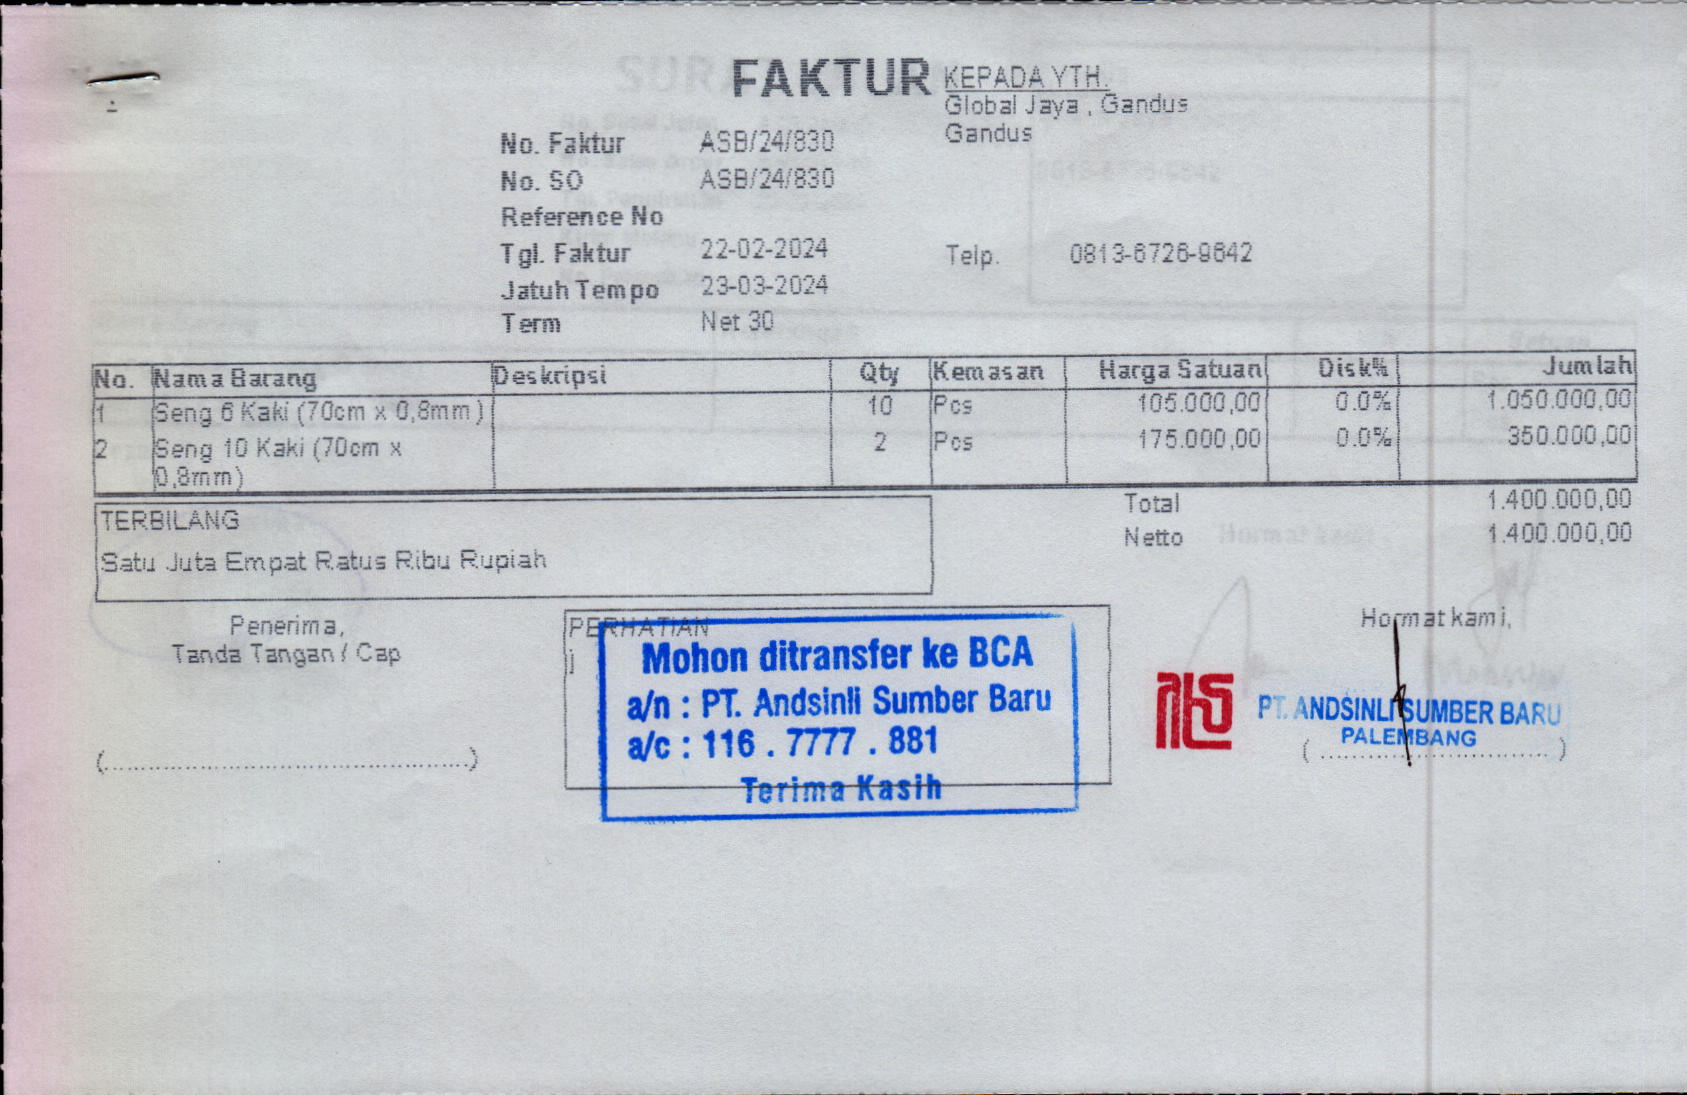 FAKTUR
KEPADA YTH.
Global Jaya , Gandus
Gandus
No. Faktur ASB/24/830
No. SO ASB/24/830
Reference No
Tgl. Faktur 22-02-2024
Telp. 0813-6726-9642
Jatuh Tempo 23-03-2024
Term Net 30
No. Nama Barang Deskripsi Qty Kemasan Harga Satuan Disk% Jumlah
1 Seng 6 Kaki (70cm x 0,8mm) 10 Pcs 105.000,00 0.0% 1.050.000,00
2 Seng 10 Kaki (70cm x 2 Pcs 175.000,00 0.0% 350.000,00
0,8mm)
Total 1.400.000,00
Netto 1.400.000,00
TERBILANG
Satu Juta Empat Ratus Ribu Rupiah
Penerima,
Tanda Tangan / Cap
(..............................................)
PERHATIAN
j
Mohon ditransfer ke BCA
a/n : PT. Andsinli Sumber Baru
a/c : 116 . 7777 . 881
Terima Kasih
Hormat kami,
PT. ANDSINLI SUMBER BARU
PALEMBANG
(..............................)